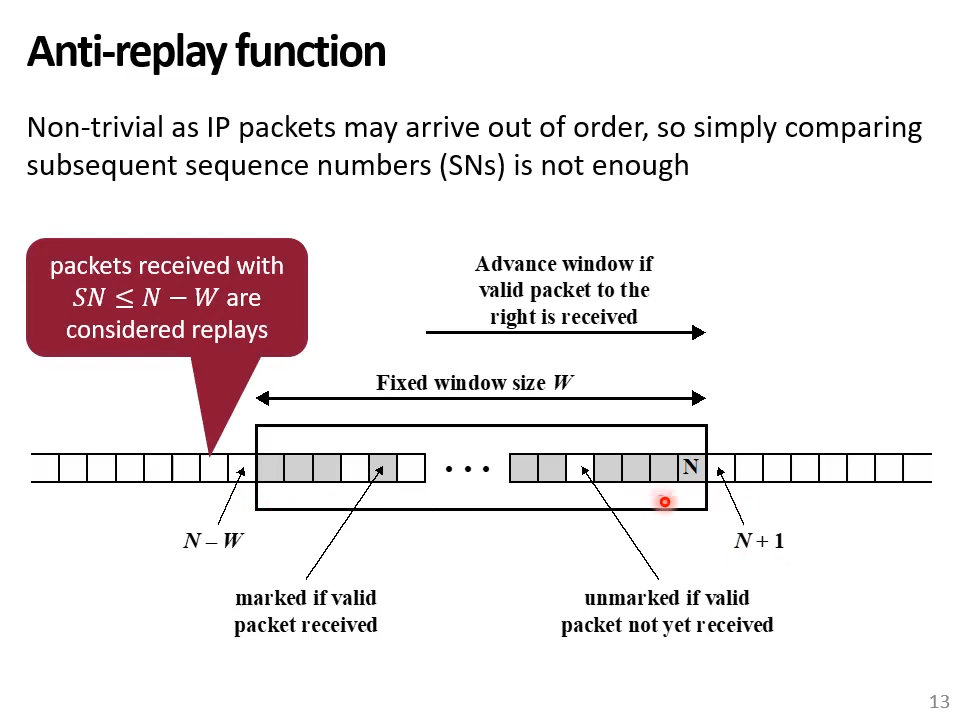 Anti-replay function
Non-trivial as IP packets may arrive out of order, so simply comparing
subsequent sequence numbers (SNs) is not enough
packets received with
SN ≤ N − W are
considered replays
Advance window if
valid packet to the
right is received
Fixed window size W
• • •
N
N – W
N + 1
marked if valid
packet received
unmarked if valid
packet not yet received
13